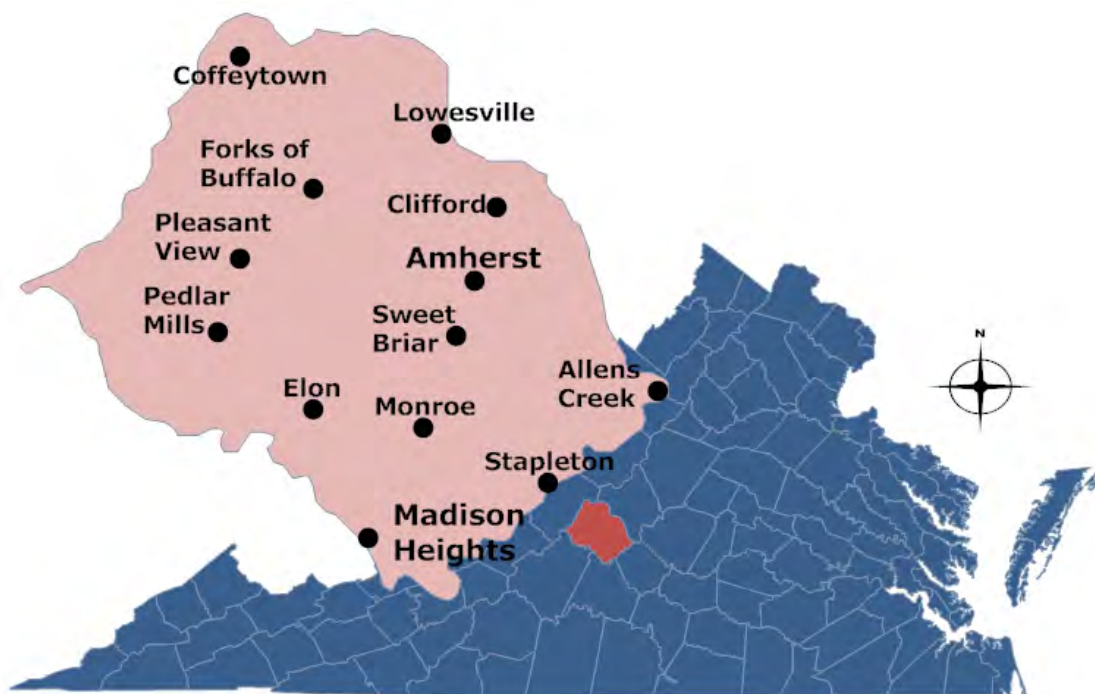 Coffeytown
Lowesville
Forks of
Buffalo
Clifford
Pleasant
View
Amherst
Pedlar
Mills
Sweet
Briar
N
Allens
Creek
Elon
Monroe
Stapleton
Madison
Heights